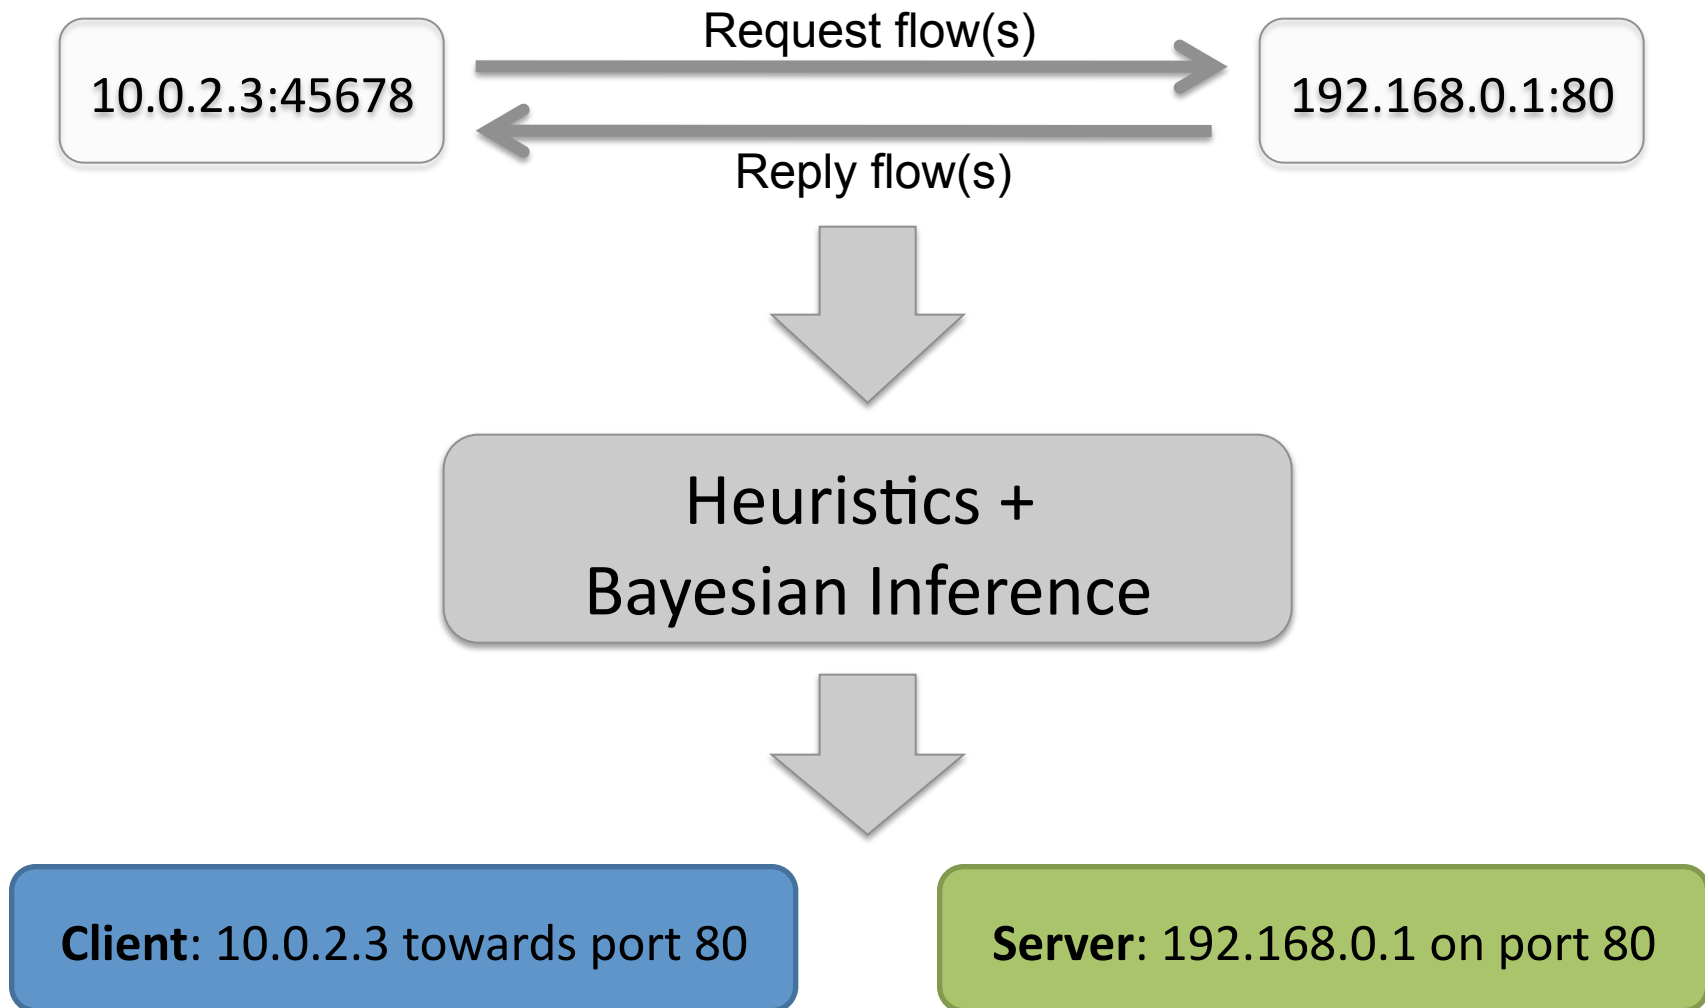 Request flow(s)
10.0.2.3:45678
192.168.0.1:80
Reply flow(s)
Heuristics +
Bayesian Inference
Client: 10.0.2.3 towards port 80
Server: 192.168.0.1 on port 80